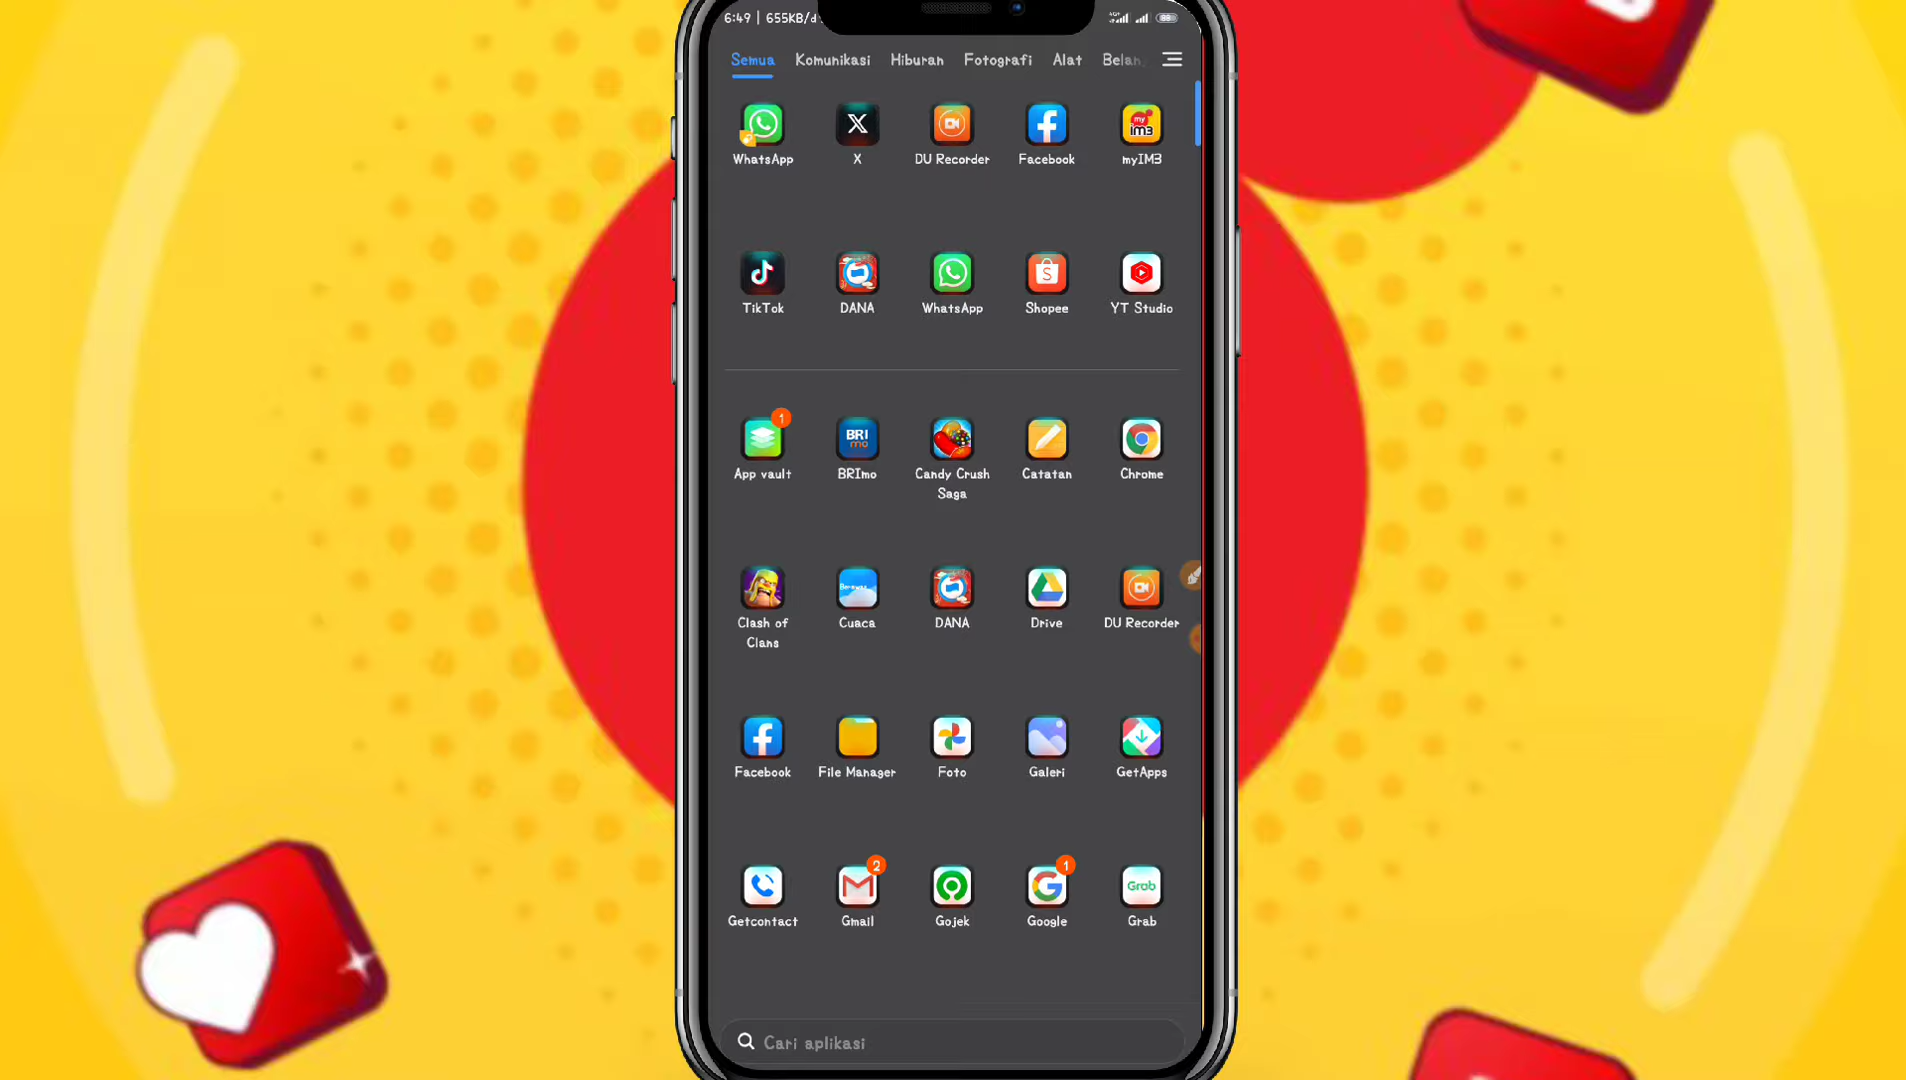 6:49 | 655KB/d
Semua Komunikasi Hiburan Fotografi Alat Belan
WhatsApp X DU Recorder Facebook myIM3
TikTok DANA WhatsApp Shopee YT Studio
1
App vault BRImo Candy Crush Saga Catatan Chrome
Clash of Clans Cuaca DANA Drive DU Recorder
Facebook File Manager Foto Galeri GetApps
2 1
Getcontact Gmail Gojek Google Grab
Cari aplikasi